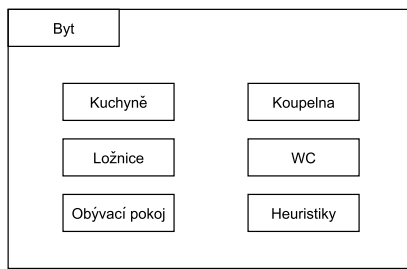 Byt
Kuchyně
Koupelna
Ložnice
WC
Obývací pokoj
Heuristiky